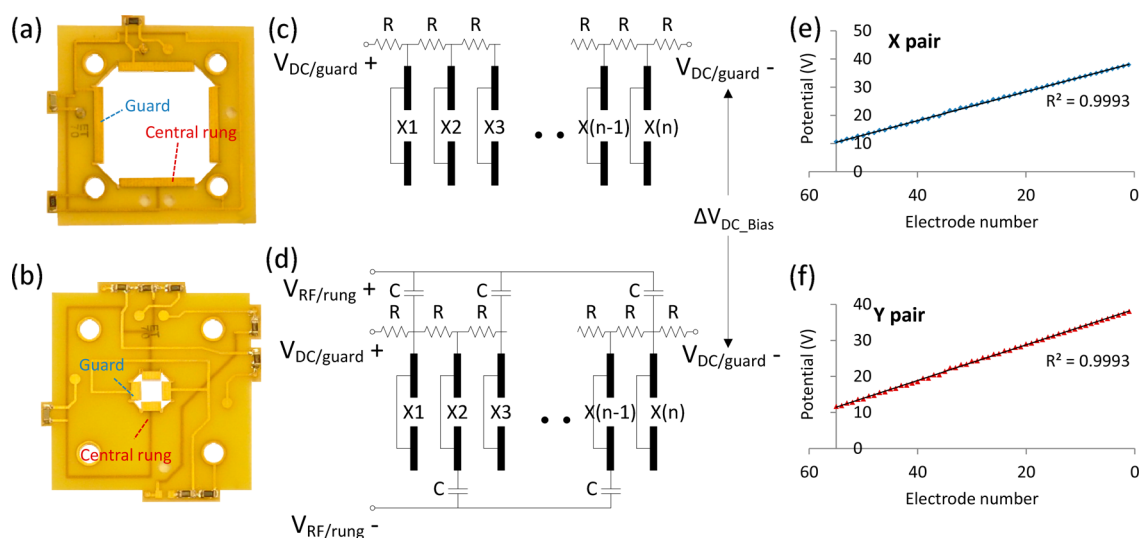 (a)
Guard
Central rung
(b)
Guard
Central rung
(c)
R R R R R
V_DC/guard + V_DC/guard -
X1 X2 X3 • • X(n-1) X(n)
ΔV_DC_Bias
(d)
V_RF/rung + C C C
R R R R R
V_DC/guard + V_DC/guard -
X1 X2 X3 • • X(n-1) X(n)
C C
V_RF/rung -
(e)
X pair
Potential (V)
50
40
30
20
10
0
R² = 0.9993
40 20 0
Electrode number
(f)
Y pair
Potential (V)
40
30
20
10
0
R² = 0.9993
40 20 0
Electrode number